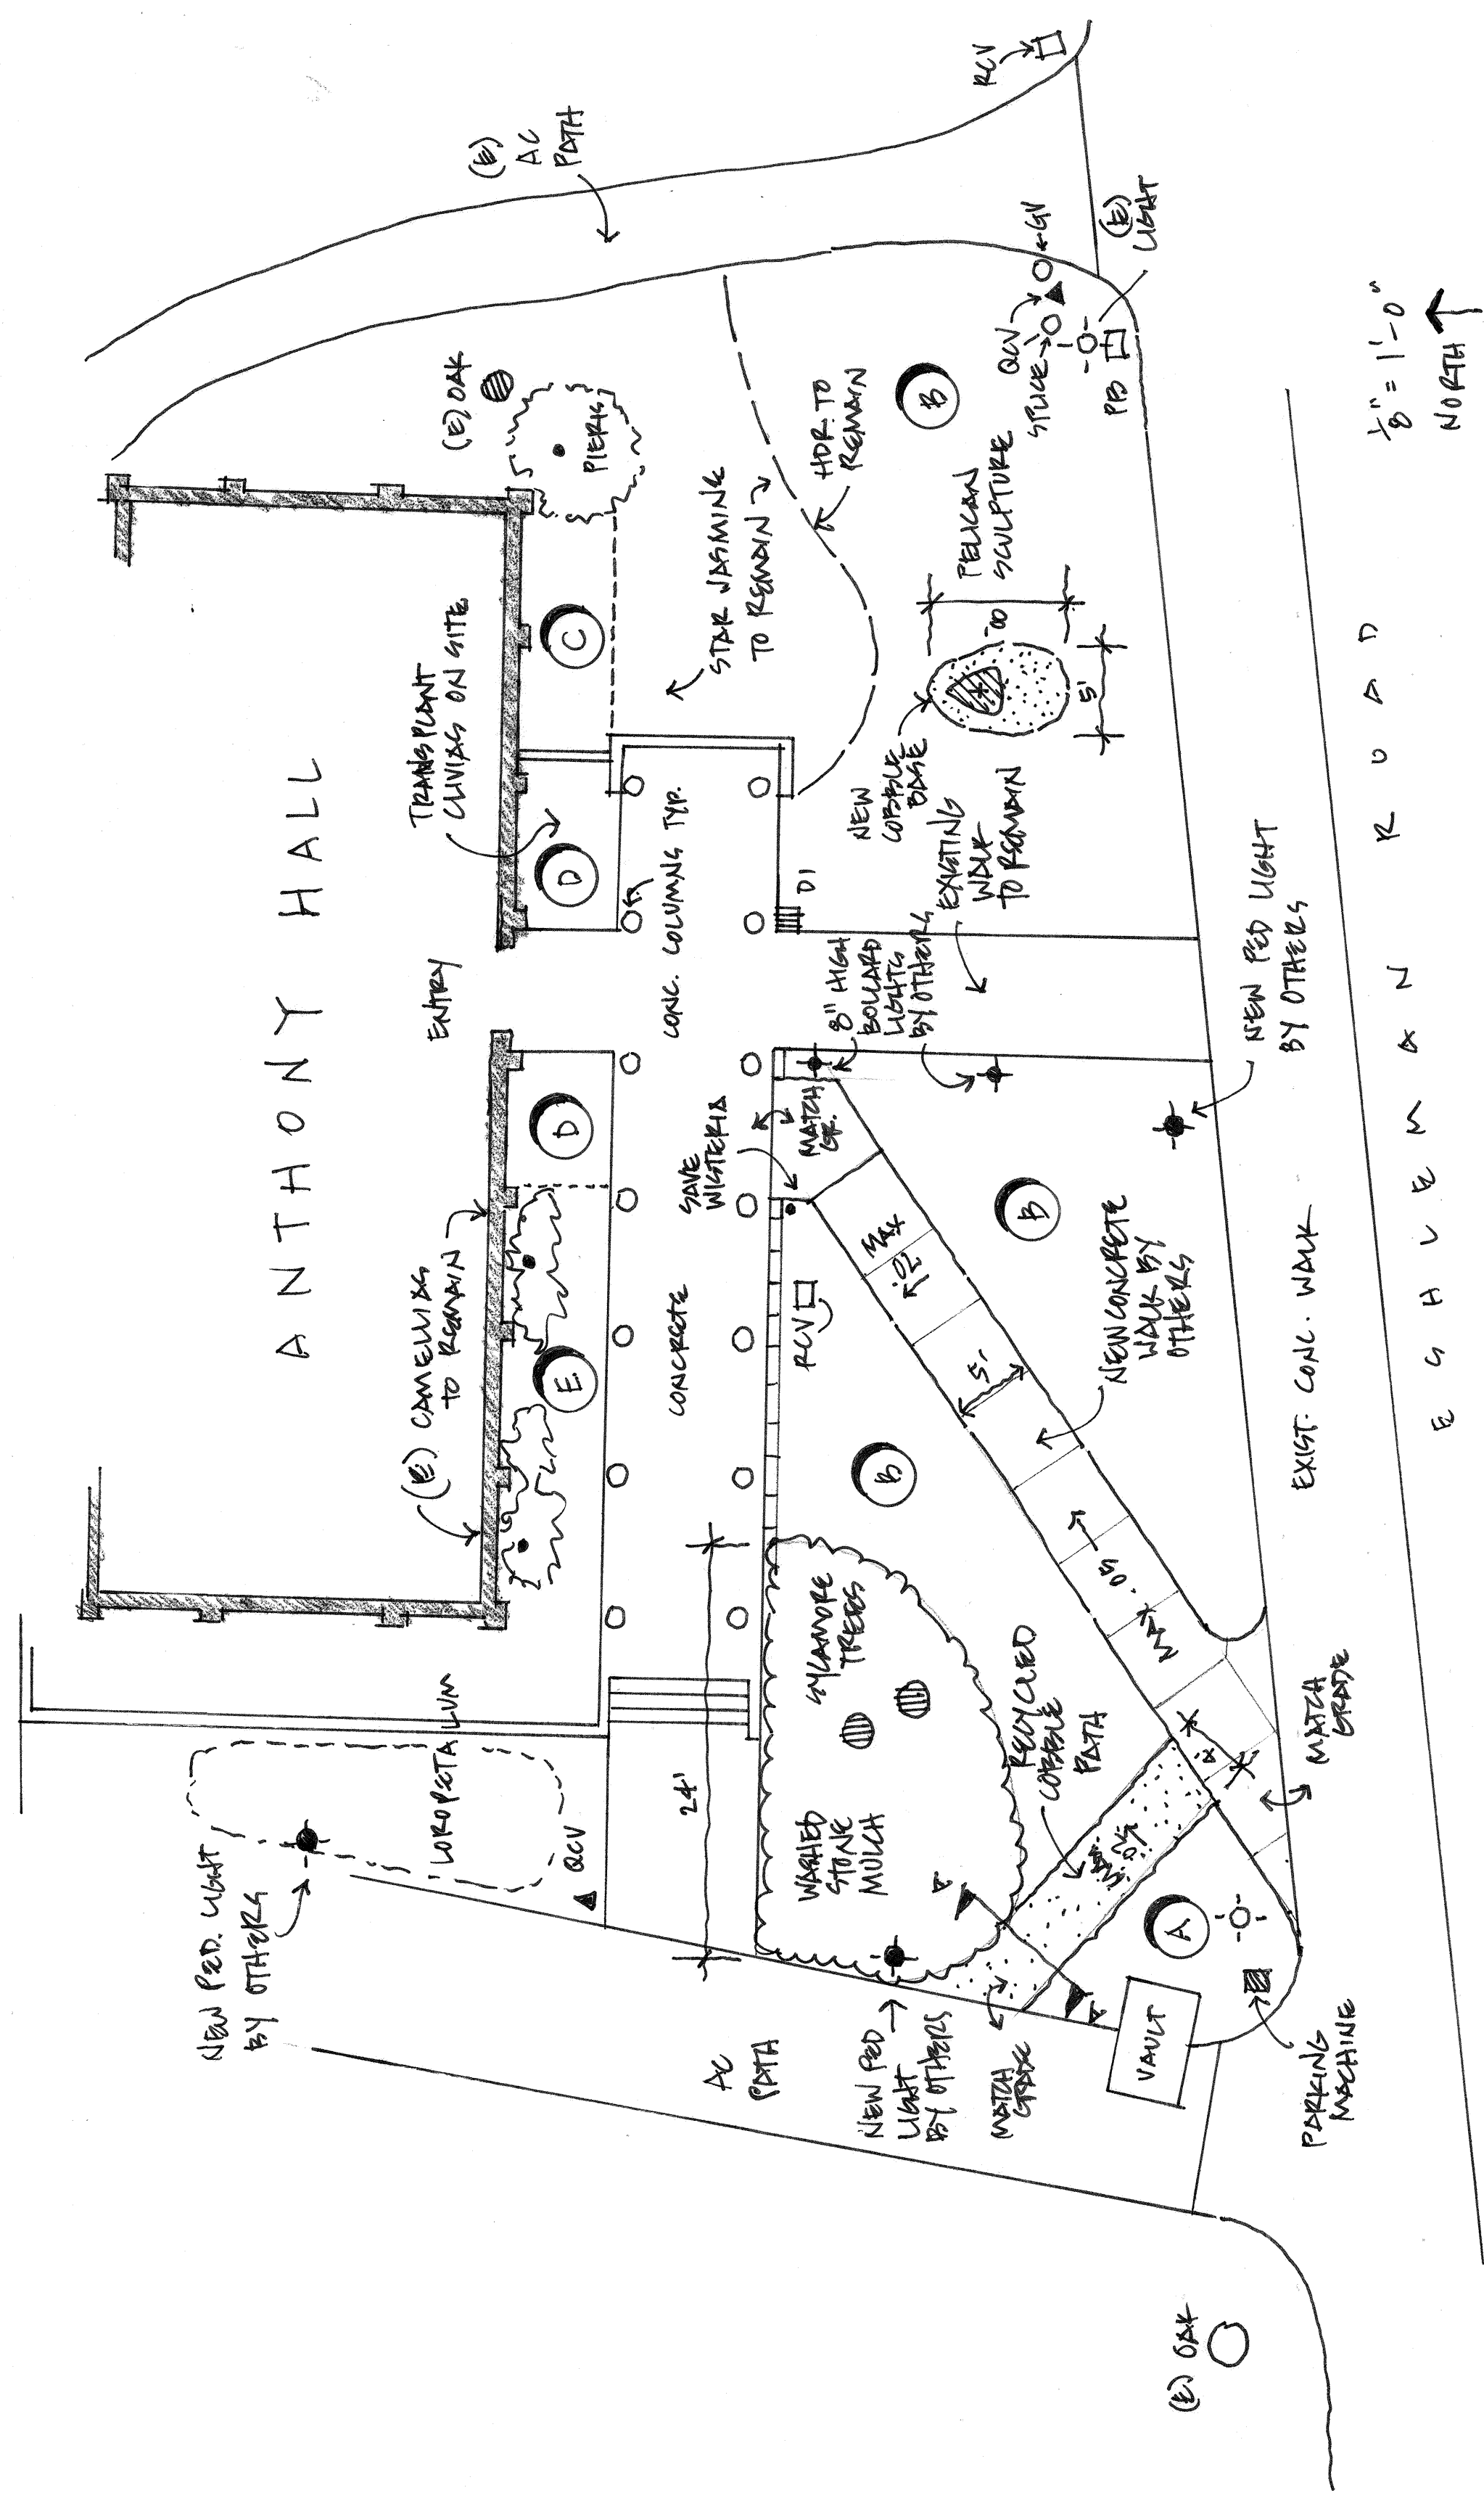 ANTHONY HALL
NEW PED. LIGHT
BY OTHERS
LOROPETALUM
QCV
(E) CAMELLIAS
TO REMAIN
ENTRY
TRANSPLANT
CLIVIAS ON SITE
(E) OAK
PIERIS
(E)
AC
PATH
RCV
E
D
D
C
24'
CONCRETE
SAVE
WISTERIA
CONC. COLUMNS TYP.
STAR JASMINE
TO REMAIN
HDR. TO
REMAIN
AC
PATH
SYCAMORE
TREES
WASHED
STONE
MULCH
RCV
MATCH
GR.
8" HIGH
BOLLARD
LIGHTS
BY OTHERS
DI
EXISTING
WALK
TO REMAIN
NEW
COBBLE
BASE
PELICAN
SCULPTURE
8'
5'
B
B
B
QCV
GV
SPLICE
PB
(E)
LIGHT
NEW PED
LIGHT
BY OTHERS
MATCH
GRADE
RECYCLED
COBBLE
PATH
A
A
MAX
.05
MAX
.05
5'
NEW CONCRETE
WALK BY
OTHERS
NEW PED LIGHT
BY OTHERS
A
VAULT
PARKING
MACHINE
MATCH
GRADE
EXIST. CONC. WALK
(E) OAK
ESHLEMAN ROAD
1/8" = 1'-0"
NORTH